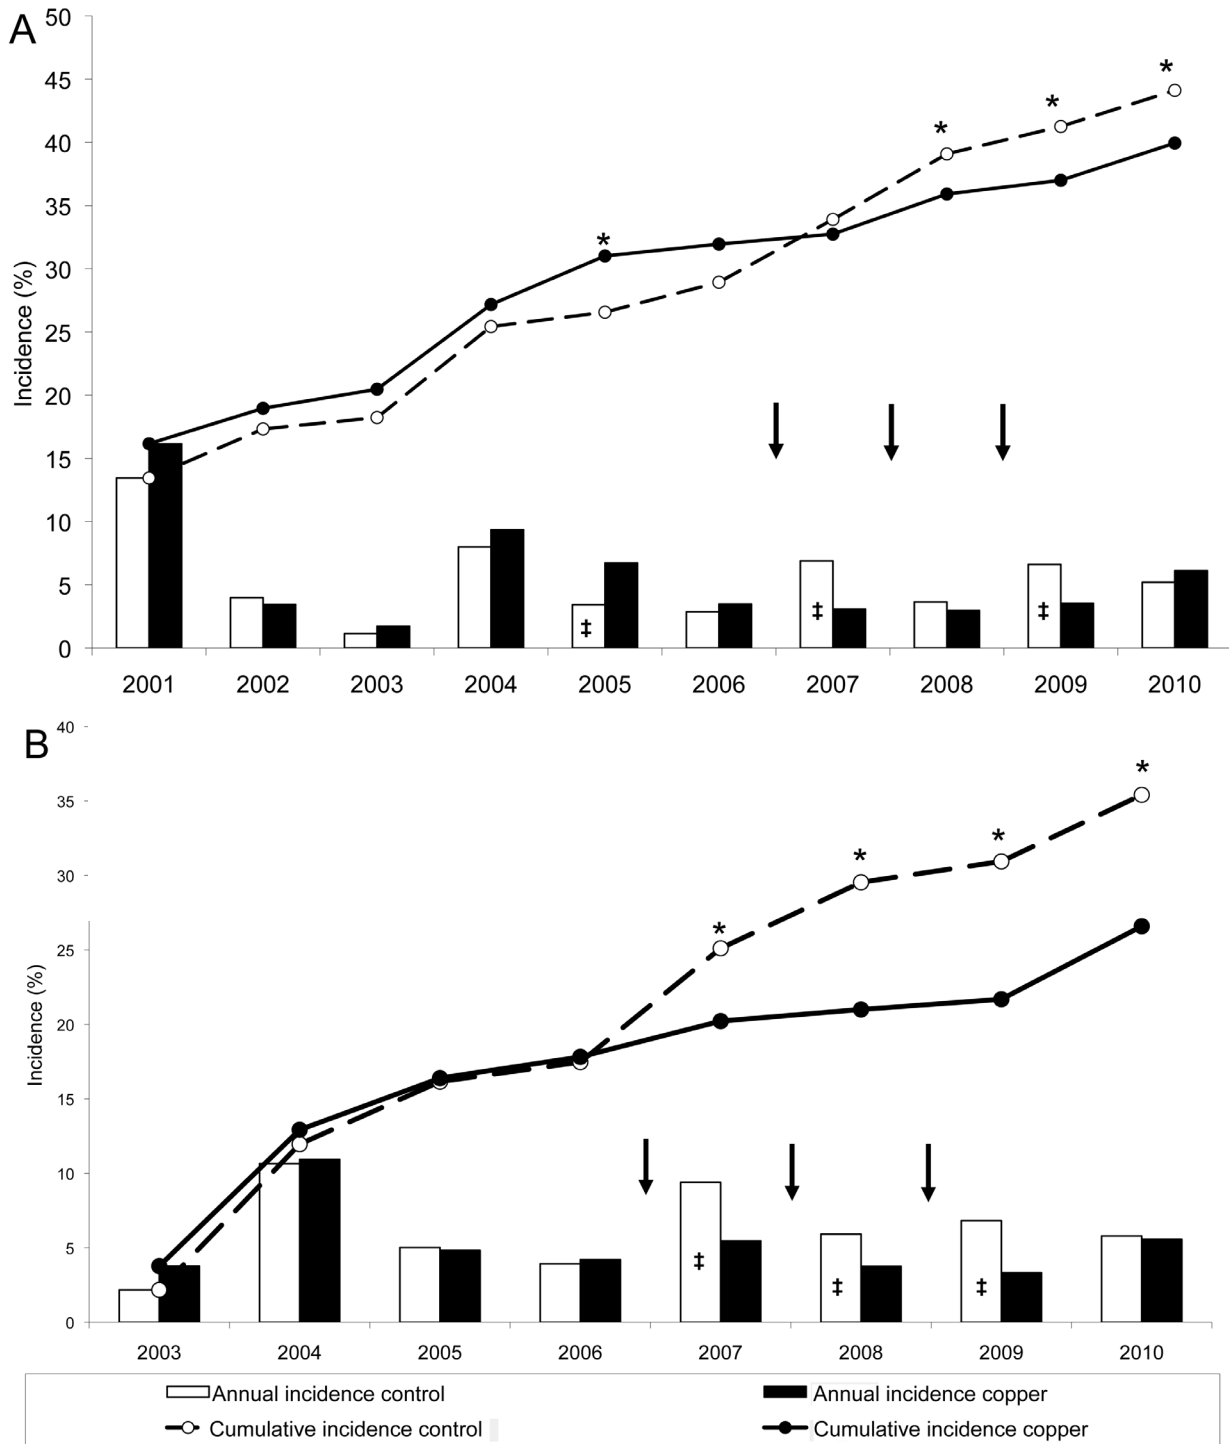 A
50
45
40
35
30
25
20
15
10
5
0
Incidence (%)
* * * *
‡ ‡ ‡
2001 2002 2003 2004 2005 2006 2007 2008 2009 2010
B
40
35
30
25
20
15
10
5
0
Incidence (%)
* * * *
‡ ‡ ‡
2003 2004 2005 2006 2007 2008 2009 2010
Annual incidence control Annual incidence copper
Cumulative incidence control Cumulative incidence copper